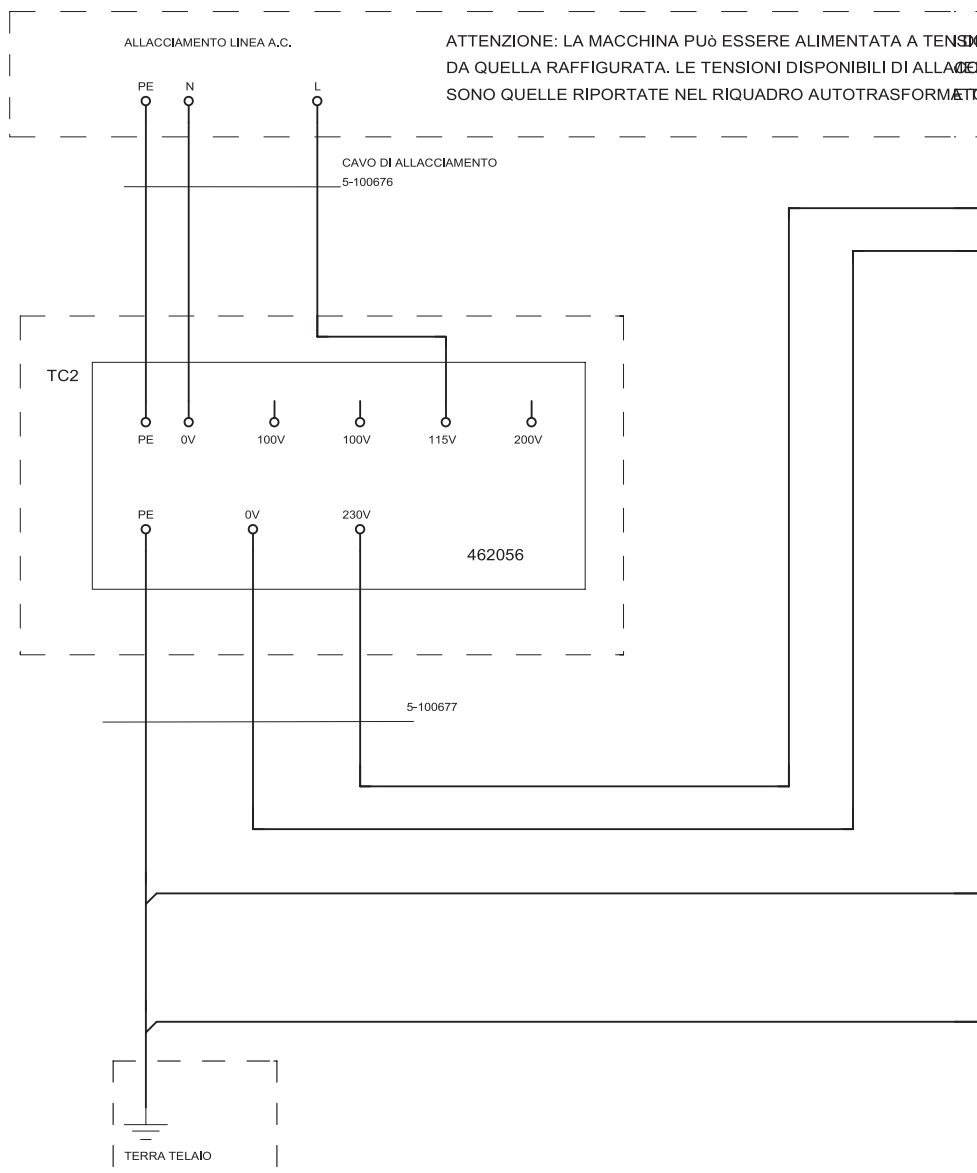 ALLACCIAMENTO LINEA A.C.
ATTENZIONE: LA MACCHINA PUò ESSERE ALIMENTATA A
DA QUELLA RAFFIGURATA. LE TENSIONI DISPONIBILI DI
SONO QUELLE RIPORTATE NEL RIQUADRO
PE N L
CAVO DI ALLACCIAMENTO
5-100676
TC2
PE 0V 100V 100V 115V 200V
PE 0V 230V
462056
5-100677
TERRA TELAIO